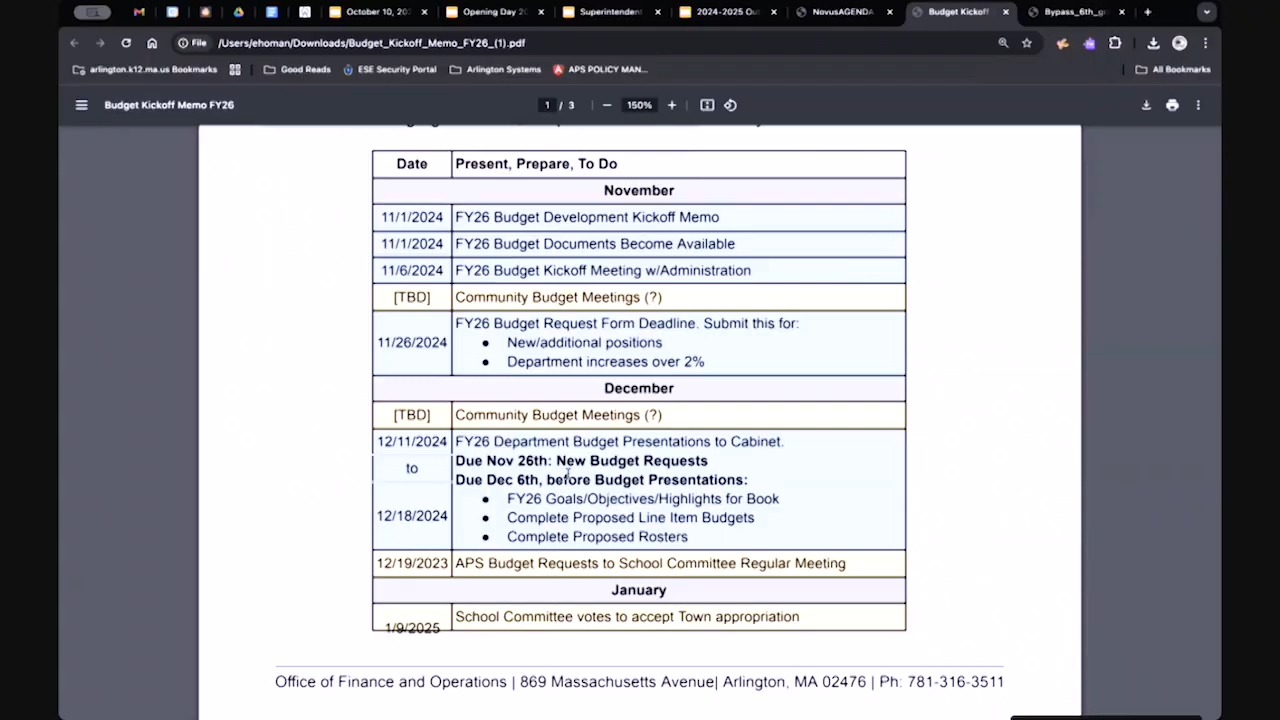 October 10, 202
Opening Day 20
Superintenden
2024-2025 Out
NovusAGENDA
Budget Kickoff
Bypass_6th_gr
File /Users/ehoman/Downloads/Budget_Kickoff_Memo_FY26_(1).pdf
arlington.k12.ma.us Bookmarks
Good Reads
ESE Security Portal
Arlington Systems
APS POLICY MAN...
All Bookmarks
Budget Kickoff Memo FY26
1 / 3
150%
Date Present, Prepare, To Do
November
11/1/2024 FY26 Budget Development Kickoff Memo
11/1/2024 FY26 Budget Documents Become Available
11/6/2024 FY26 Budget Kickoff Meeting w/Administration
[TBD] Community Budget Meetings (?)
11/26/2024 FY26 Budget Request Form Deadline. Submit this for:
● New/additional positions
● Department increases over 2%
December
[TBD] Community Budget Meetings (?)
12/11/2024 FY26 Department Budget Presentations to Cabinet.
to Due Nov 26th: New Budget Requests
Due Dec 6th, before Budget Presentations:
● FY26 Goals/Objectives/Highlights for Book
12/18/2024 ● Complete Proposed Line Item Budgets
● Complete Proposed Rosters
12/19/2023 APS Budget Requests to School Committee Regular Meeting
January
1/9/2025 School Committee votes to accept Town appropriation
Office of Finance and Operations | 869 Massachusetts Avenue| Arlington, MA 02476 | Ph: 781-316-3511